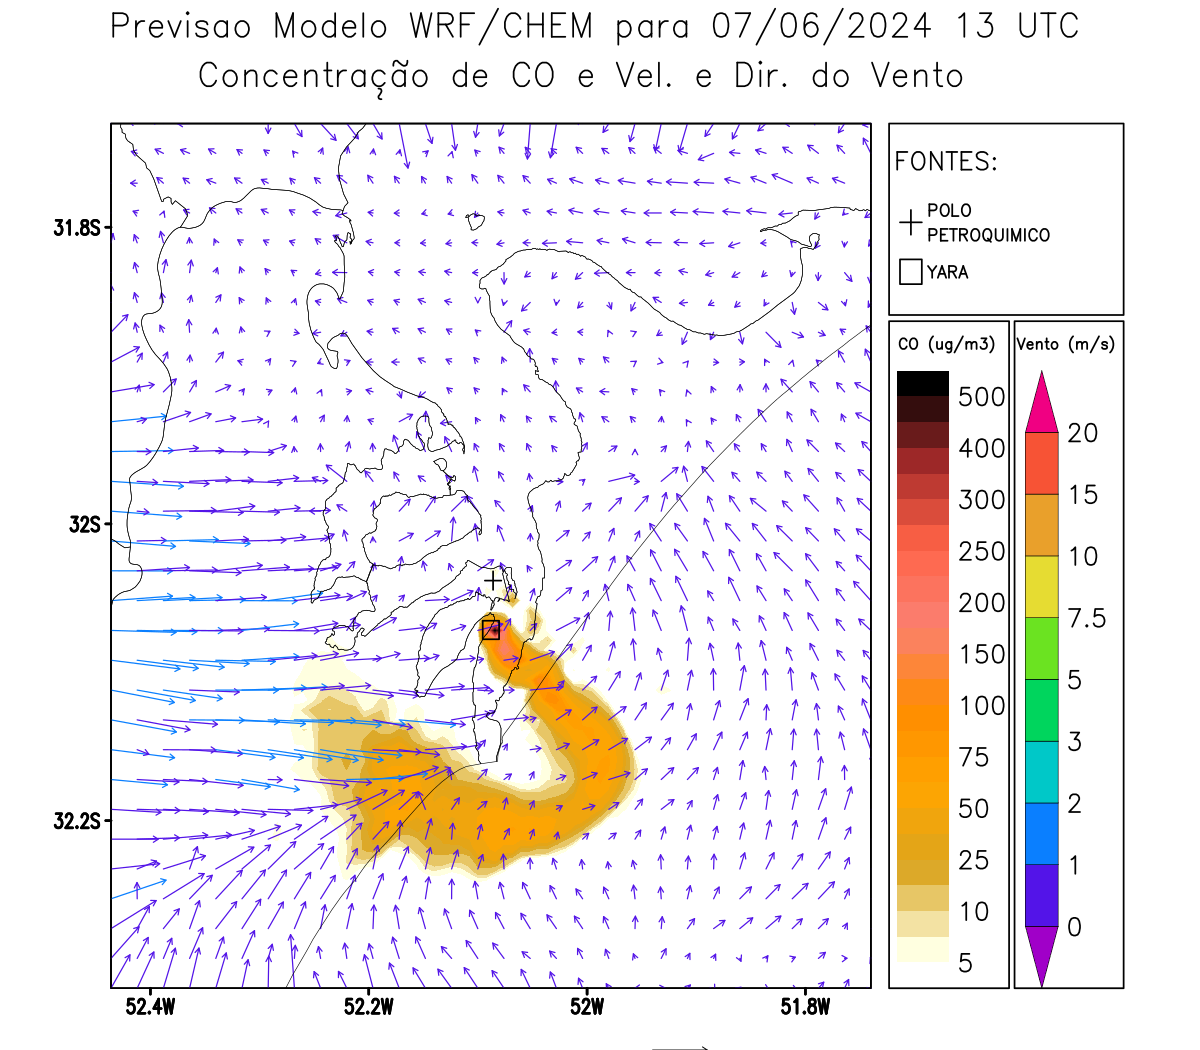 Previsao Modelo WRF/CHEM para 07/06/2024 13 UTC
Concentração de CO e Vel. e Dir. do Vento
FONTES:
POLO
PETROQUIMICO
YARA
CO (ug/m3)
500
400
300
250
200
150
100
75
50
25
10
5
Vento (m/s)
20
15
10
7.5
5
3
2
1
0
31.8S
32S
32.2S
52.4W
52.2W
52W
51.8W